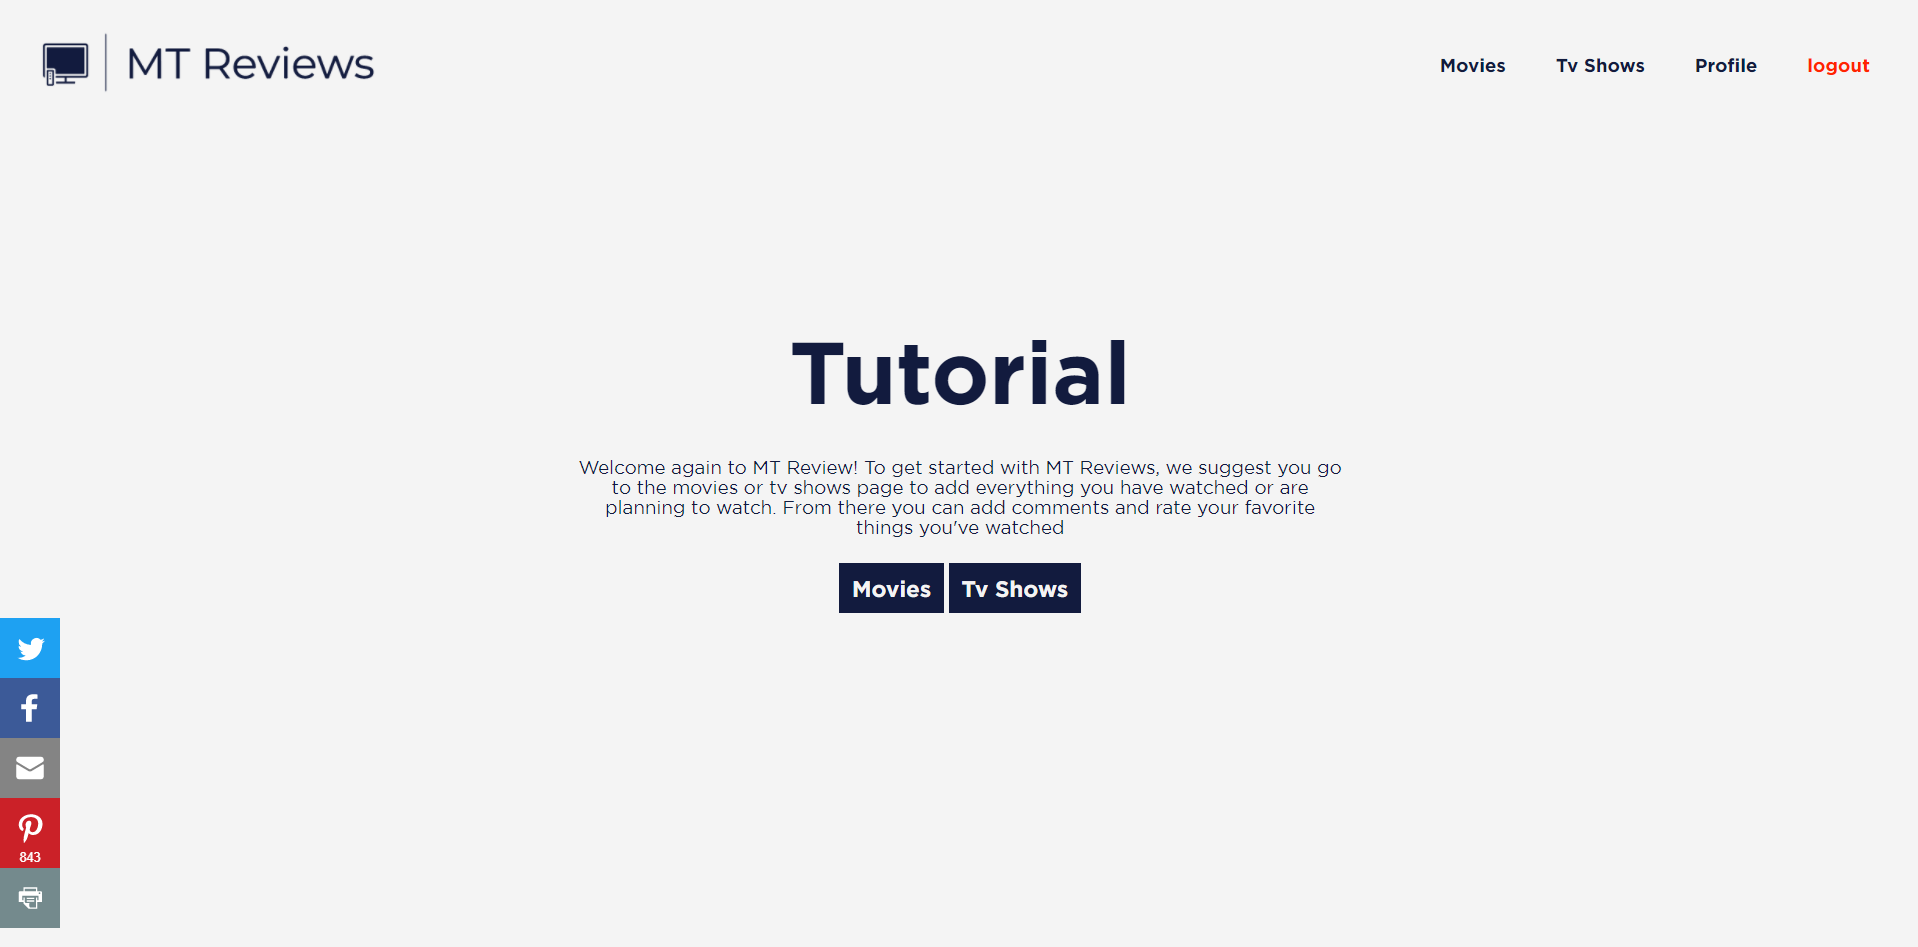 MT Reviews
Movies
Tv Shows
Profile
logout
Tutorial
Welcome again to MT Review! To get started with MT Reviews, we suggest you go
to the movies or tv shows page to add everything you have watched or are
planning to watch. From there you can add comments and rate your favorite
things you've watched
Movies
Tv Shows
843